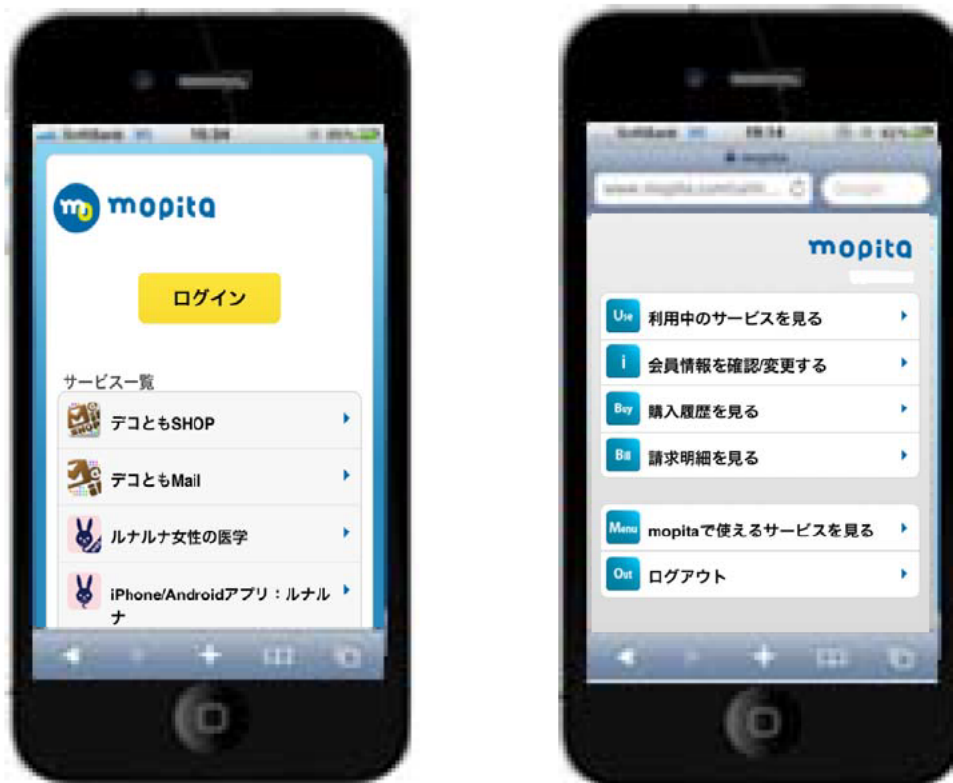 mopita
ログイン
サービス一覧
デコともSHOP
デコともMail
ルナルナ女性の医学
iPhone/Androidアプリ：ルナル
ナ
mopita
Use 利用中のサービスを見る
i 会員情報を確認/変更する
Buy 購入履歴を見る
Bill 請求明細を見る
Menu mopitaで使えるサービスを見る
Out ログアウト